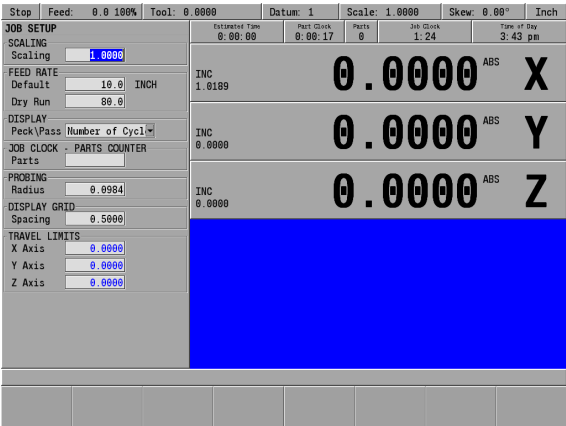 Stop Feed: 0.0 100% Tool: 0.0000 Datum: 1 Scale: 1.0000 Skew: 0.00° Inch
JOB SETUP
Estimated Time Part Clock Parts Job Clock Time of Day
0:00:00 0:00:17 0 1:24 3:43 pm
SCALING
Scaling 1.0000
FEED RATE
Default 10.0 INCH
Dry Run 80.0
DISPLAY
Peck\Pass Number of Cycl
JOB CLOCK - PARTS COUNTER
Parts
PROBING
Radius 0.0984
DISPLAY GRID
Spacing 0.5000
TRAVEL LIMITS
X Axis 0.0000
Y Axis 0.0000
Z Axis 0.0000
INC 0.0000 ABS X
1.0189
INC 0.0000 ABS Y
0.0000
INC 0.0000 ABS Z
0.0000